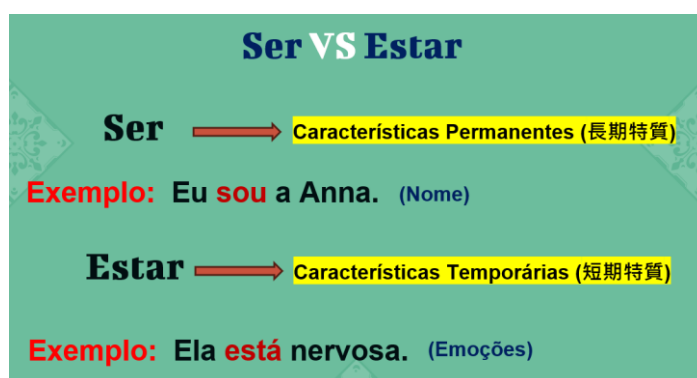 Ser VS Estar
Ser Características Permanentes (長期特質)
Exemplo: Eu sou a Anna. (Nome)
Estar Características Temporárias (短期特質)
Exemplo: Ela está nervosa. (Emoções)